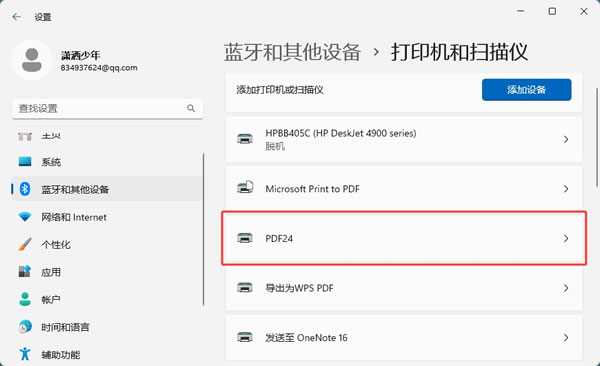 设置
潇洒少年
834937624@qq.com
查找设置
主页
系统
蓝牙和其他设备
网络和 Internet
个性化
应用
帐户
时间和语言
辅助功能
蓝牙和其他设备 › 打印机和扫描仪
添加打印机或扫描仪
添加设备
HPBB405C (HP DeskJet 4900 series)
脱机
Microsoft Print to PDF
PDF24
导出为WPS PDF
发送至 OneNote 16